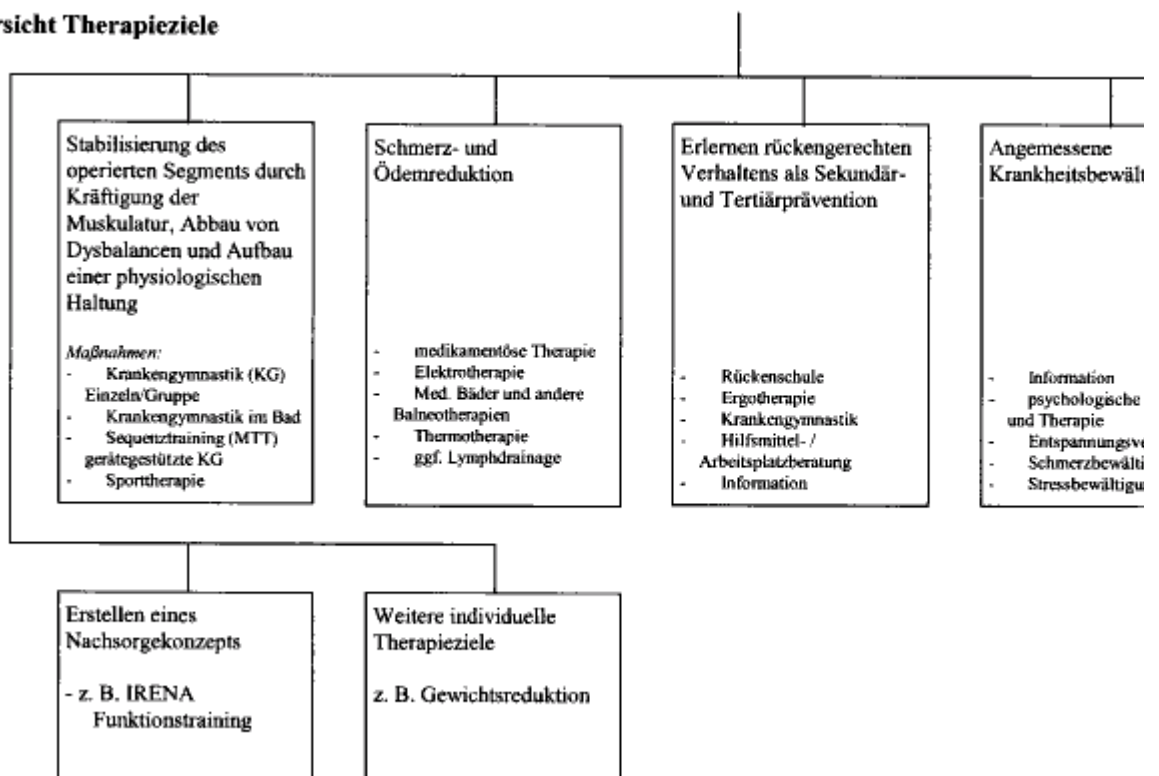 rsicht Therapieziele
Stabilisierung des
operierten Segments durch
Kräftigung der
Muskulatur, Abbau von
Dysbalancen und Aufbau
einer physiologischen
Haltung
Maßnahmen:
- Krankengymnastik (KG)
Einzeln/Gruppe
- Krankengymnastik im Bad
- Sequenztraining (MTT)
gerätegestützte KG
- Sporttherapie
Schmerz- und
Ödemreduktion
- medikamentöse Therapie
- Elektrotherapie
- Med. Bäder und andere
Balneotherapien
- Thermotherapie
- ggf. Lymphdrainage
Erlernen rückengerechten
Verhaltens als Sekundär-
und Tertiärprävention
- Rückenschule
- Ergotherapie
- Krankengymnastik
- Hilfsmittel- /
Arbeitsplatzberatung
- Information
Angemessene
Krankheitsbewält
- Information
- psychologische
und Therapie
- Entspannungsve
- Schmerzbewälti
- Stressbewältigu
Erstellen eines
Nachsorgekonzepts
- z. B. IRENA
Funktionstraining
Weitere individuelle
Therapieziele
z. B. Gewichtsreduktion